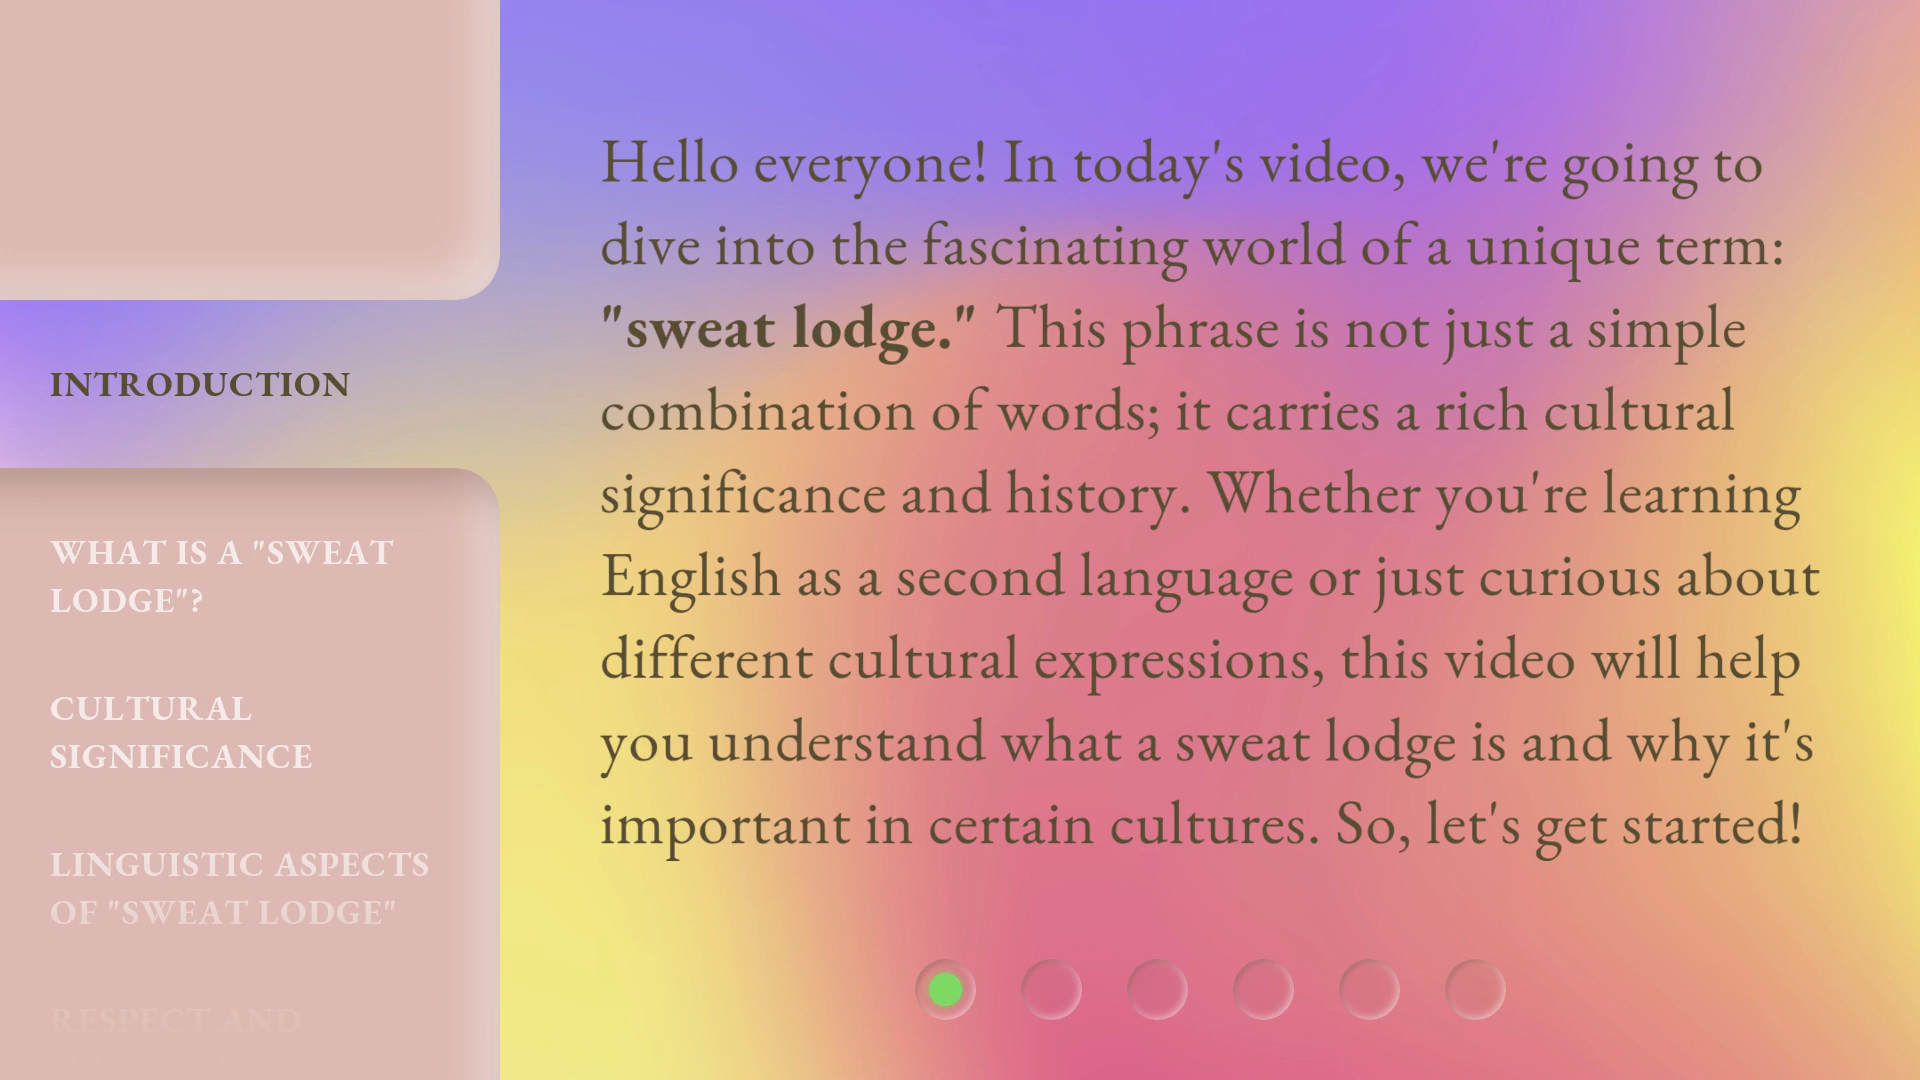 INTRODUCTION
WHAT IS A "SWEAT
LODGE"?
CULTURAL
SIGNIFICANCE
LINGUISTIC ASPECTS
OF "SWEAT LODGE"
RESPECT AND
Hello everyone! In today's video, we're going to
dive into the fascinating world of a unique term:
"sweat lodge." This phrase is not just a simple
combination of words; it carries a rich cultural
significance and history. Whether you're learning
English as a second language or just curious about
different cultural expressions, this video will help
you understand what a sweat lodge is and why it's
important in certain cultures. So, let's get started!